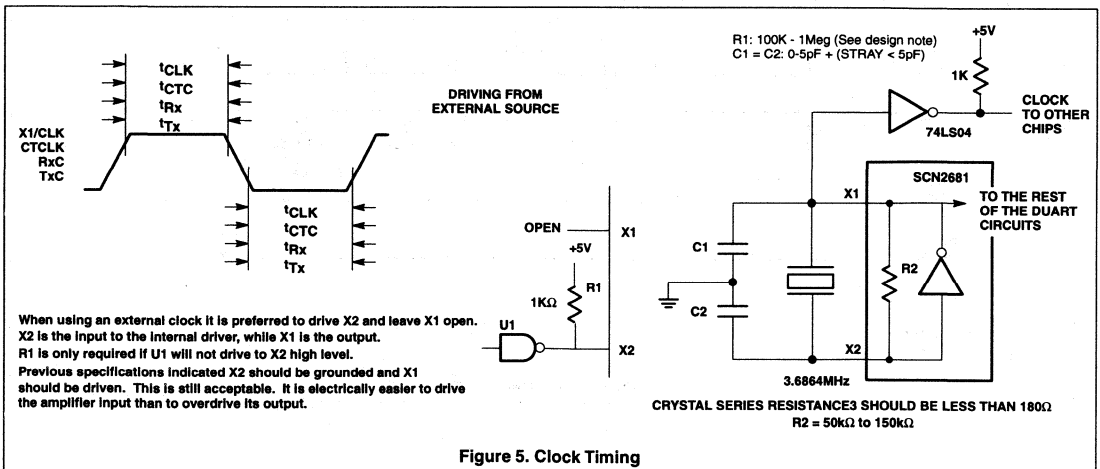 R1: 100K - 1Meg (See design note)
C1 = C2: 0-5pF + (STRAY < 5pF)
+5V
1K
CLOCK
TO OTHER
CHIPS
74LS04
tCLK
tCTC
tRx
tTx
X1/CLK
CTCLK
RxC
TxC
tCLK
tCTC
tRx
tTx
DRIVING FROM
EXTERNAL SOURCE
OPEN
X1
+5V
R1
1KΩ
U1
X2
SCN2681
X1
TO THE REST
OF THE DUART
CIRCUITS
C1
R2
C2
X2
3.6864MHz
When using an external clock it is preferred to drive X2 and leave X1 open.
X2 is the input to the internal driver, while X1 is the output.
R1 is only required if U1 will not drive to X2 high level.
Previous specifications indicated X2 should be grounded and X1
should be driven. This is still acceptable. It is electrically easier to drive
the amplifier input than to overdrive its output.
CRYSTAL SERIES RESISTANCE3 SHOULD BE LESS THAN 180Ω
R2 = 50kΩ to 150kΩ
Figure 5. Clock Timing